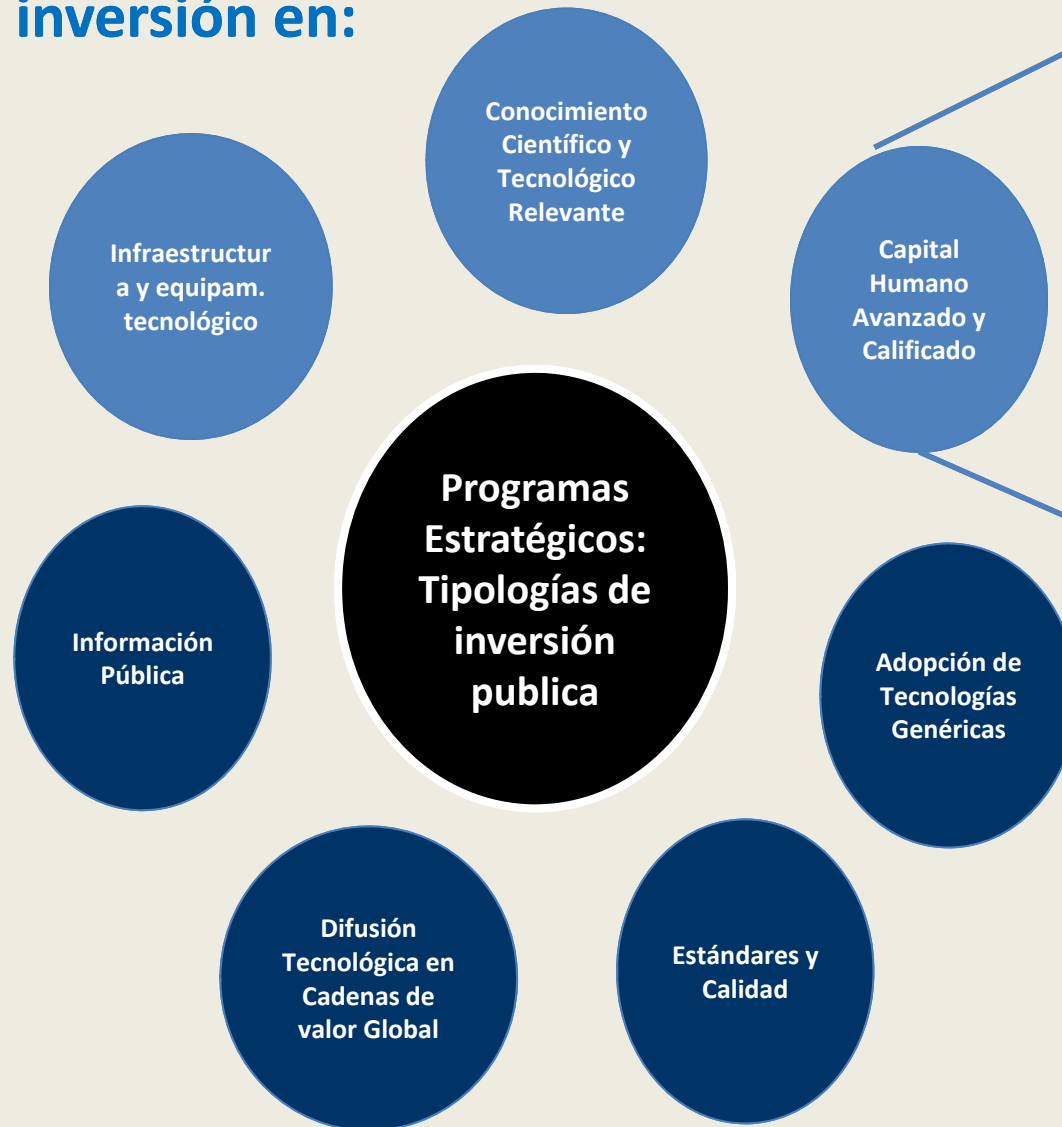 inversión en:
Conocimiento
Científico y
Tecnológico
Relevante
Infraestructur
a y equipam.
tecnológico
Capital
Humano
Avanzado y
Calificado
Programas
Estratégicos:
Tipologías de
inversión
publica
Información
Pública
Adopción de
Tecnologías
Genéricas
Difusión
Tecnológica en
Cadenas de
valor Global
Estándares y
Calidad